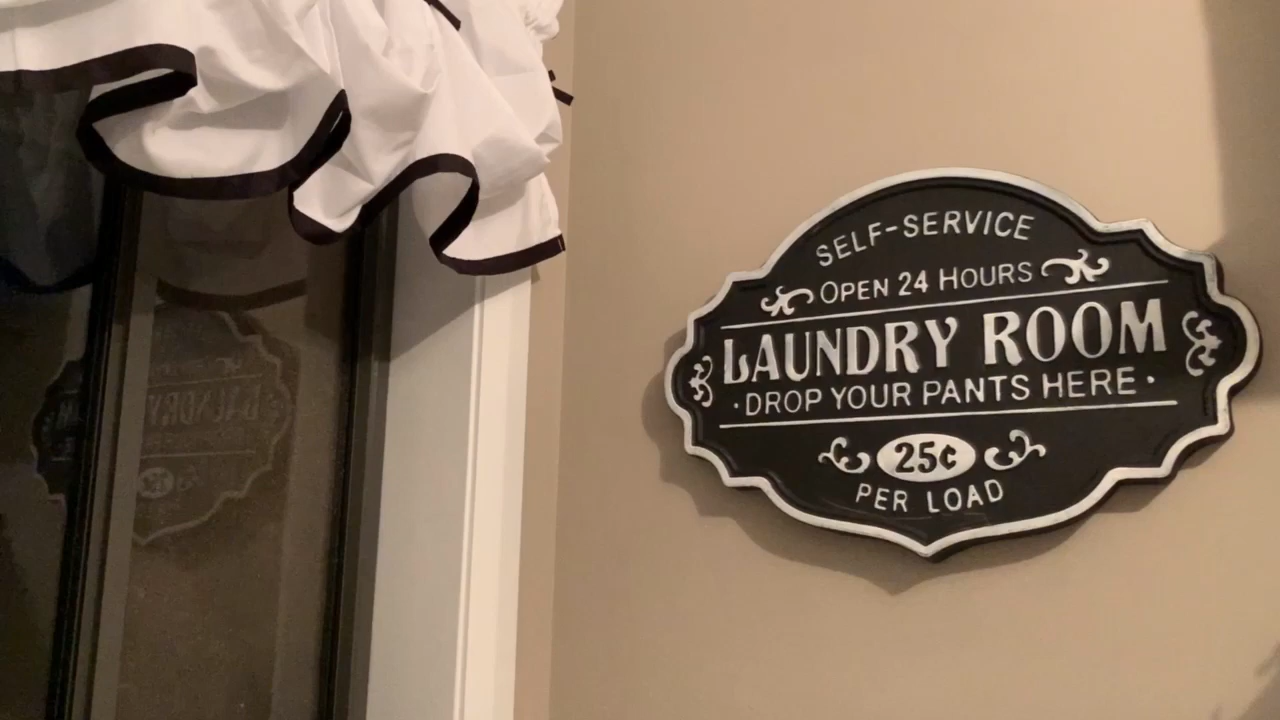 SELF-SERVICE
OPEN 24 HOURS
LAUNDRY ROOM
·DROP YOUR PANTS HERE·
25¢
PER LOAD